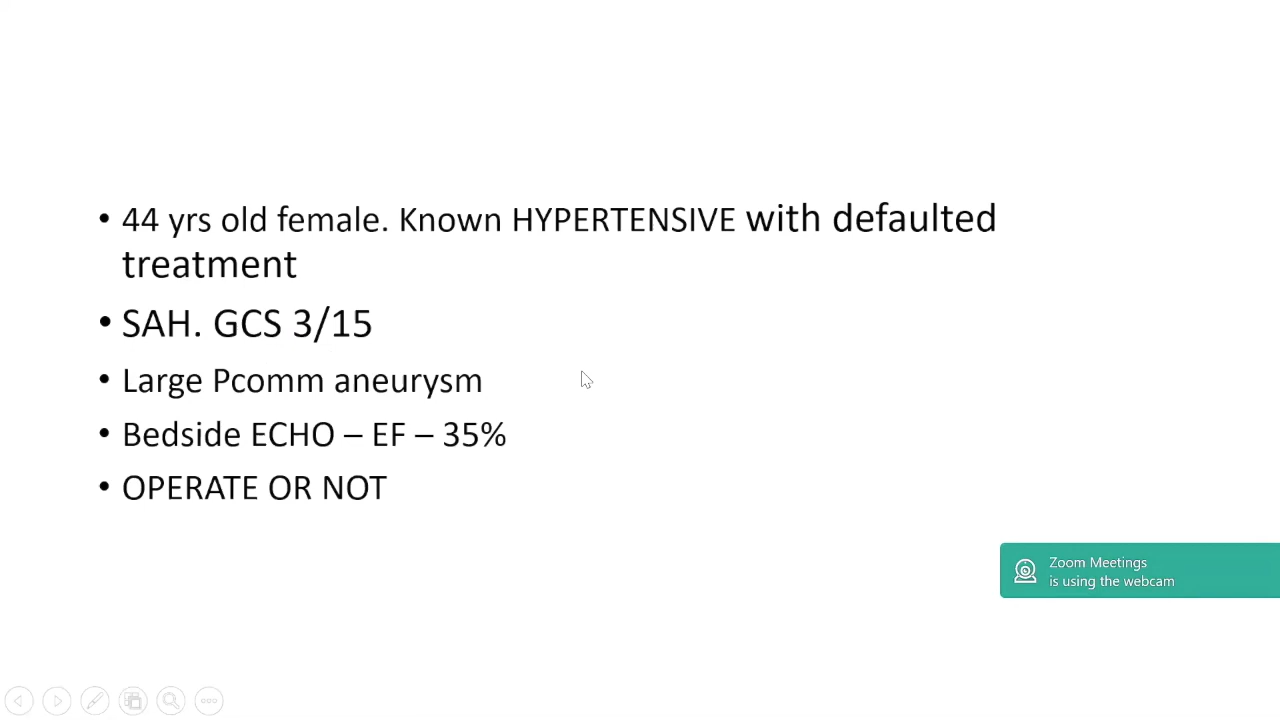 • 44 yrs old female. Known HYPERTENSIVE with defaulted
treatment
• SAH. GCS 3/15
• Large Pcomm aneurysm
• Bedside ECHO – EF – 35%
• OPERATE OR NOT
Zoom Meetings
is using the webcam